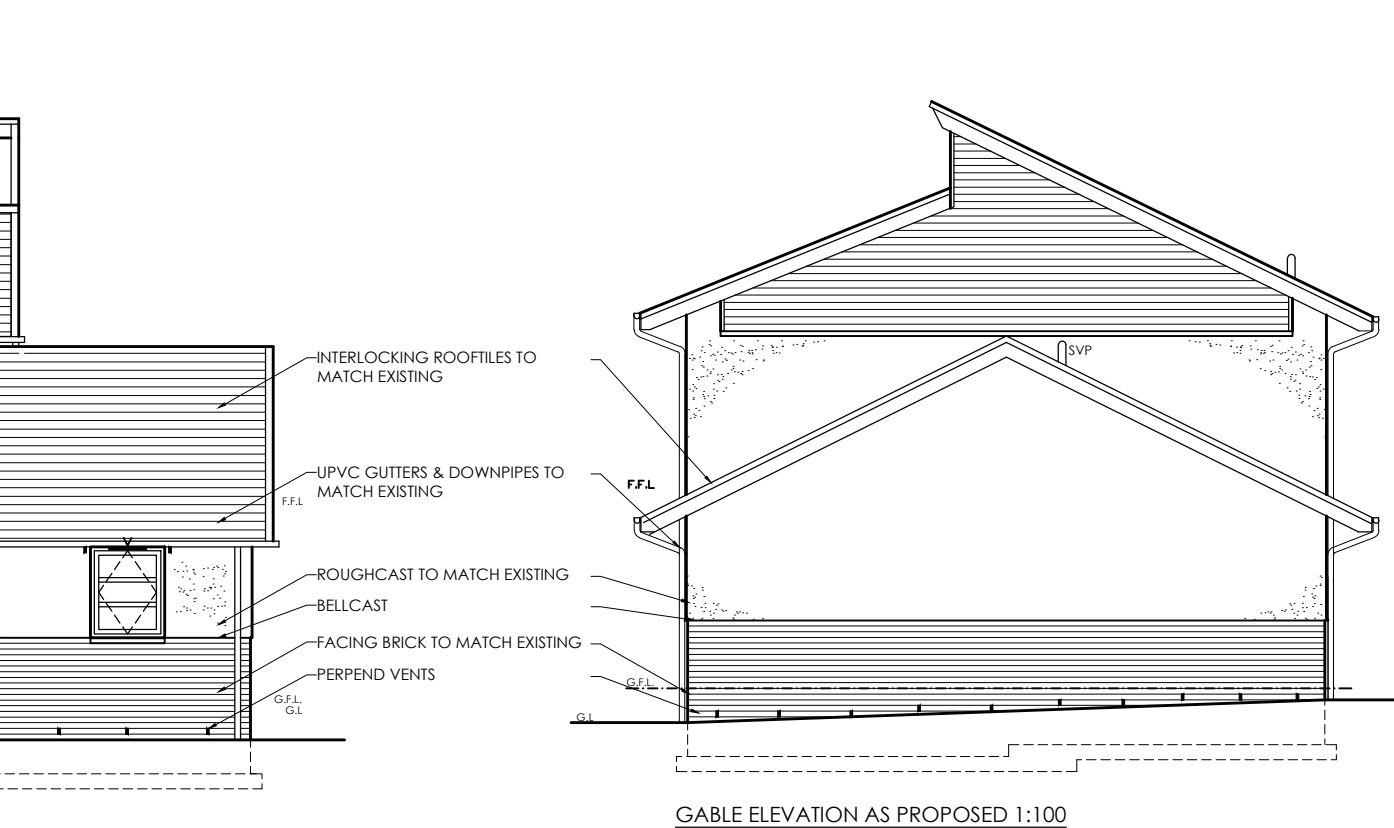 INTERLOCKING ROOFTILES TO
MATCH EXISTING
SVP
UPVC GUTTERS & DOWNPIPES TO
MATCH EXISTING
F.F.L
F.F.L
ROUGHCAST TO MATCH EXISTING
BELLCAST
FACING BRICK TO MATCH EXISTING
PERPEND VENTS
G.F.L.
G.L
G.F.L.
G.L
GABLE ELEVATION AS PROPOSED 1:100